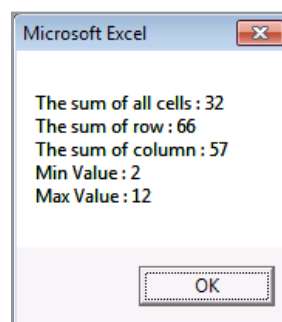 Microsoft Excel
The sum of all cells : 32
The sum of row : 66
The sum of column : 57
Min Value : 2
Max Value : 12
OK